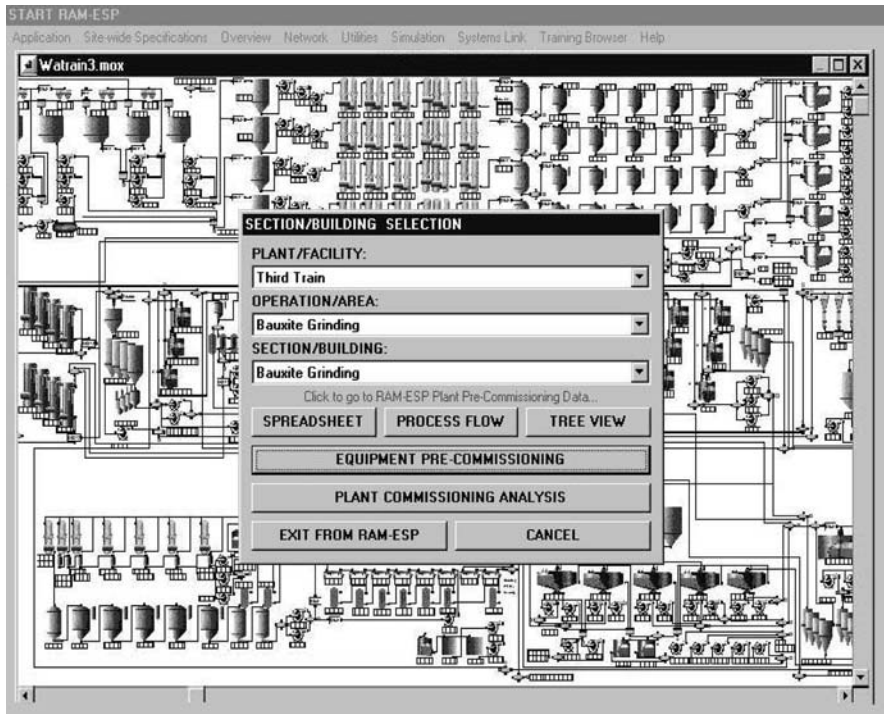 START RAM-ESP
Application Site-wide Specifications Overview Network Utilities Simulation Systems Link Training Browser Help
Watrain3.mox
SECTION/BUILDING SELECTION
PLANT/FACILITY:
Third Train
OPERATION/AREA:
Bauxite Grinding
SECTION/BUILDING:
Bauxite Grinding
Click to go to RAM-ESP Plant Pre-Commissioning Data...
SPREADSHEET PROCESS FLOW TREE VIEW
EQUIPMENT PRE-COMMISSIONING
PLANT COMMISSIONING ANALYSIS
EXIT FROM RAM-ESP CANCEL